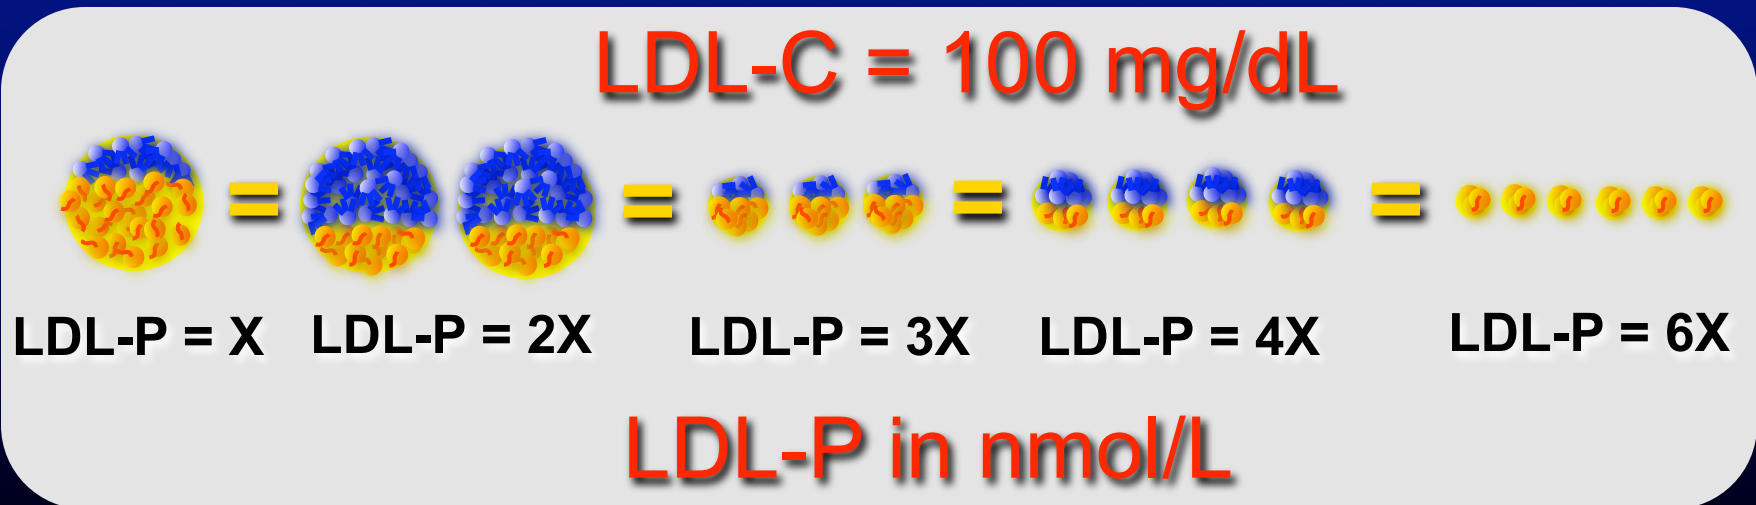 LDL-C = 100 mg/dL
= = = =
LDL-P = X LDL-P = 2X LDL-P = 3X LDL-P = 4X LDL-P = 6X
LDL-P in nmol/L